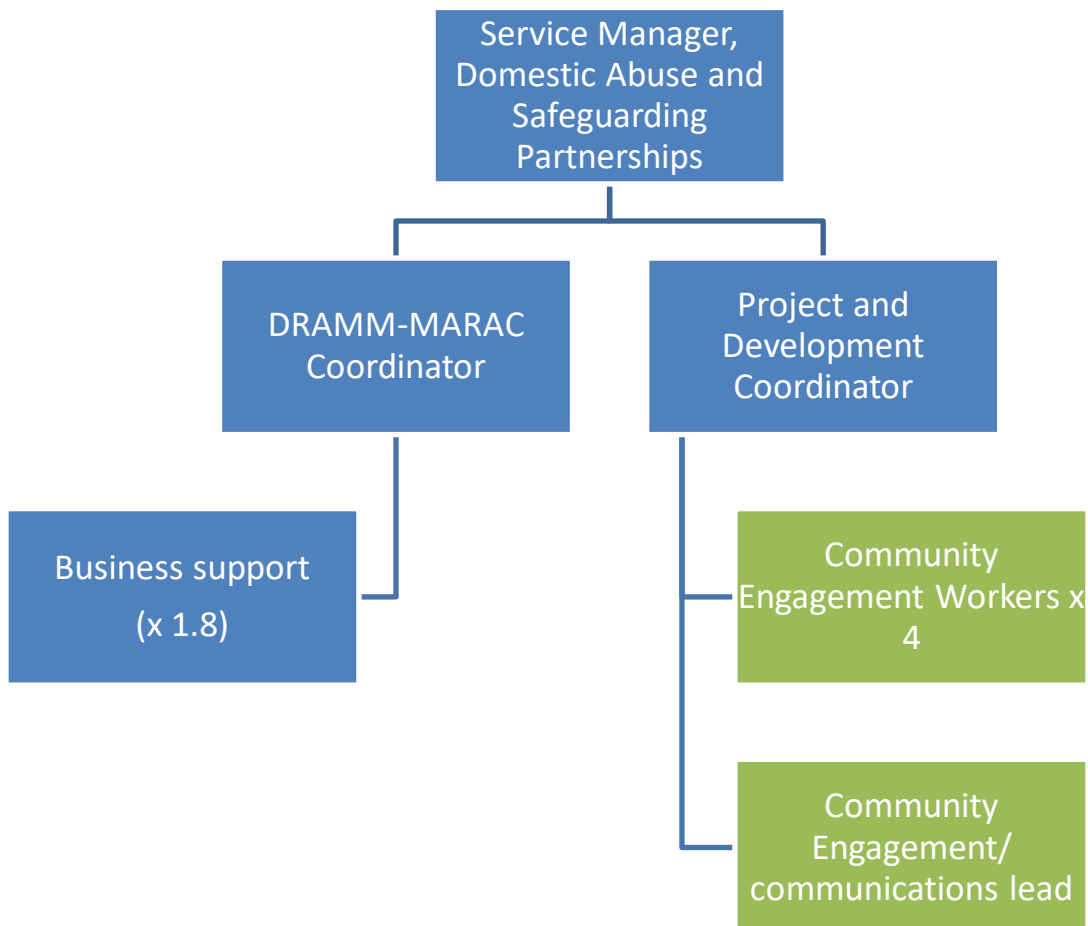 Service Manager,
Domestic Abuse and
Safeguarding
Partnerships
DRAMM-MARAC
Coordinator
Project and
Development
Coordinator
Business support
(x 1.8)
Community
Engagement Workers x
4
Community
Engagement/
communications lead